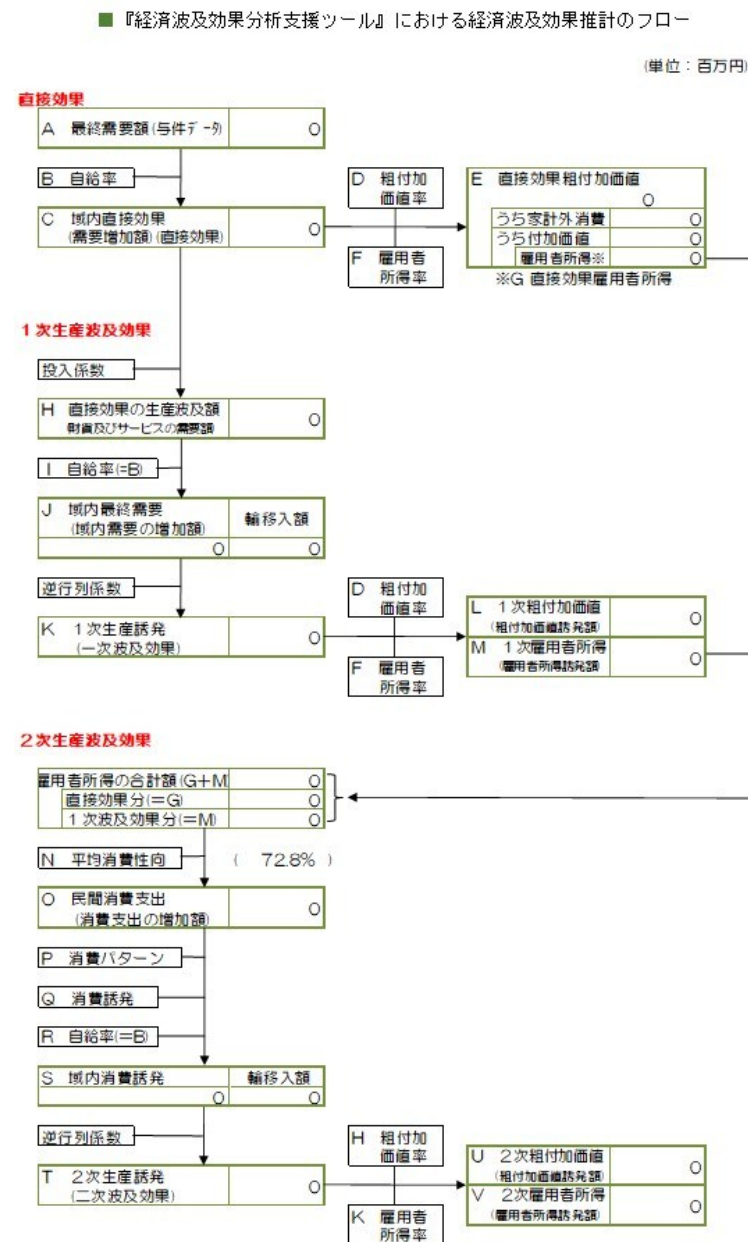 ■『経済波及効果分析支援ツール』における経済波及効果推計のフロー
(単位：百万円)
直接効果
A 最終需要額(与件データ) 0
B 自給率
C 域内直接効果
(需要増加額)(直接効果) 0
D 粗付加
価値率
F 雇用者
所得率
E 直接効果粗付加価値
0
うち家計外消費 0
うち付加価値 0
雇用者所得※ 0
※G 直接効果雇用者所得
1次生産波及効果
投入係数
H 直接効果の生産波及額
財貨及びサービスの需要額 0
I 自給率(=B)
J 域内最終需要
(域内需要の増加額)
輸移入額
0 0
逆行列係数
K 1次生産誘発
(一次波及効果) 0
D 粗付加
価値率
F 雇用者
所得率
L 1次粗付加価値
(粗付加価値誘発額) 0
M 1次雇用者所得
(雇用者所得誘発額) 0
2次生産波及効果
雇用者所得の合計額(G+M) 0
直接効果分(=G) 0
1次波及効果分(=M) 0
N 平均消費性向 ( 72.8% )
O 民間消費支出
(消費支出の増加額) 0
P 消費パターン
Q 消費誘発
R 自給率(=B)
S 域内消費誘発 輸移入額
0 0
逆行列係数
T 2次生産誘発
(二次波及効果) 0
H 粗付加
価値率
K 雇用者
所得率
U 2次粗付加価値
(粗付加価値誘発額) 0
V 2次雇用者所得
(雇用者所得誘発額) 0